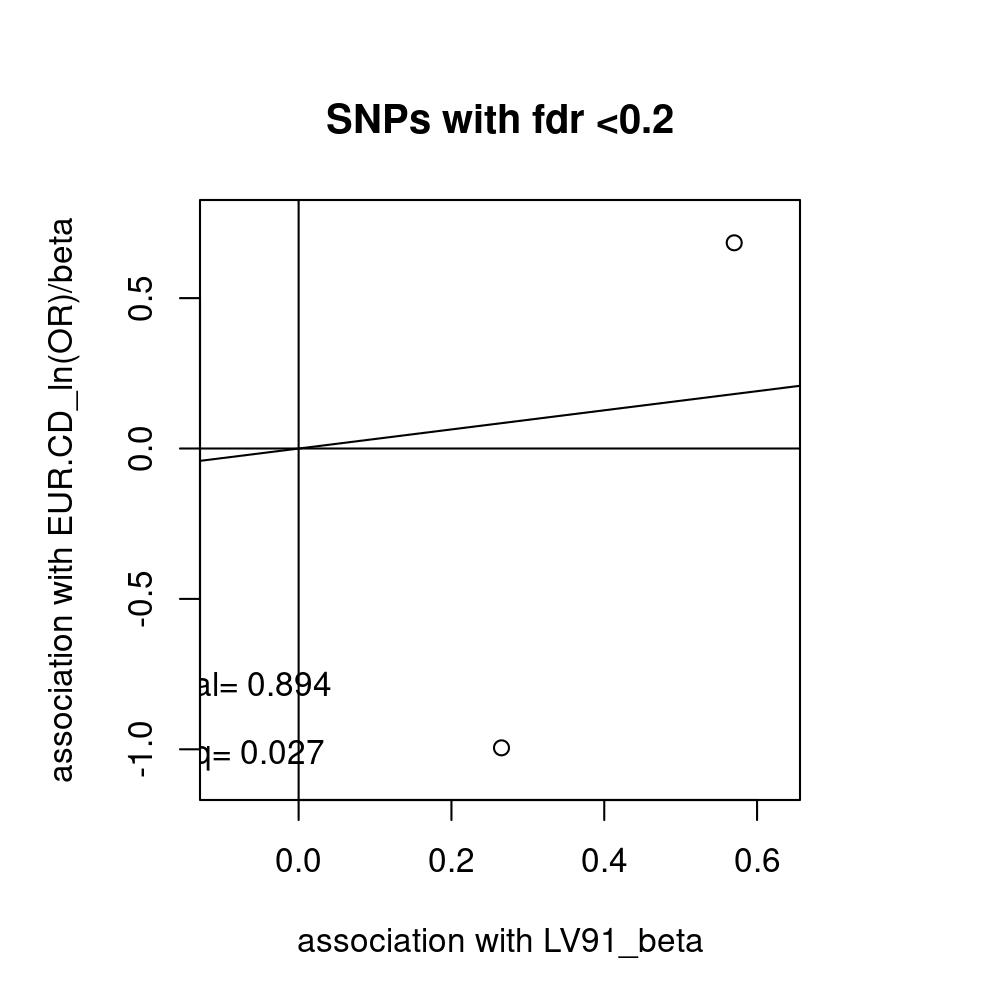 SNPs with fdr <0.2
association with EUR.CD_ln(OR)/beta
0.5
0.0
-0.5
-1.0
al= 0.894
q= 0.027
0.0 0.2 0.4 0.6
association with LV91_beta